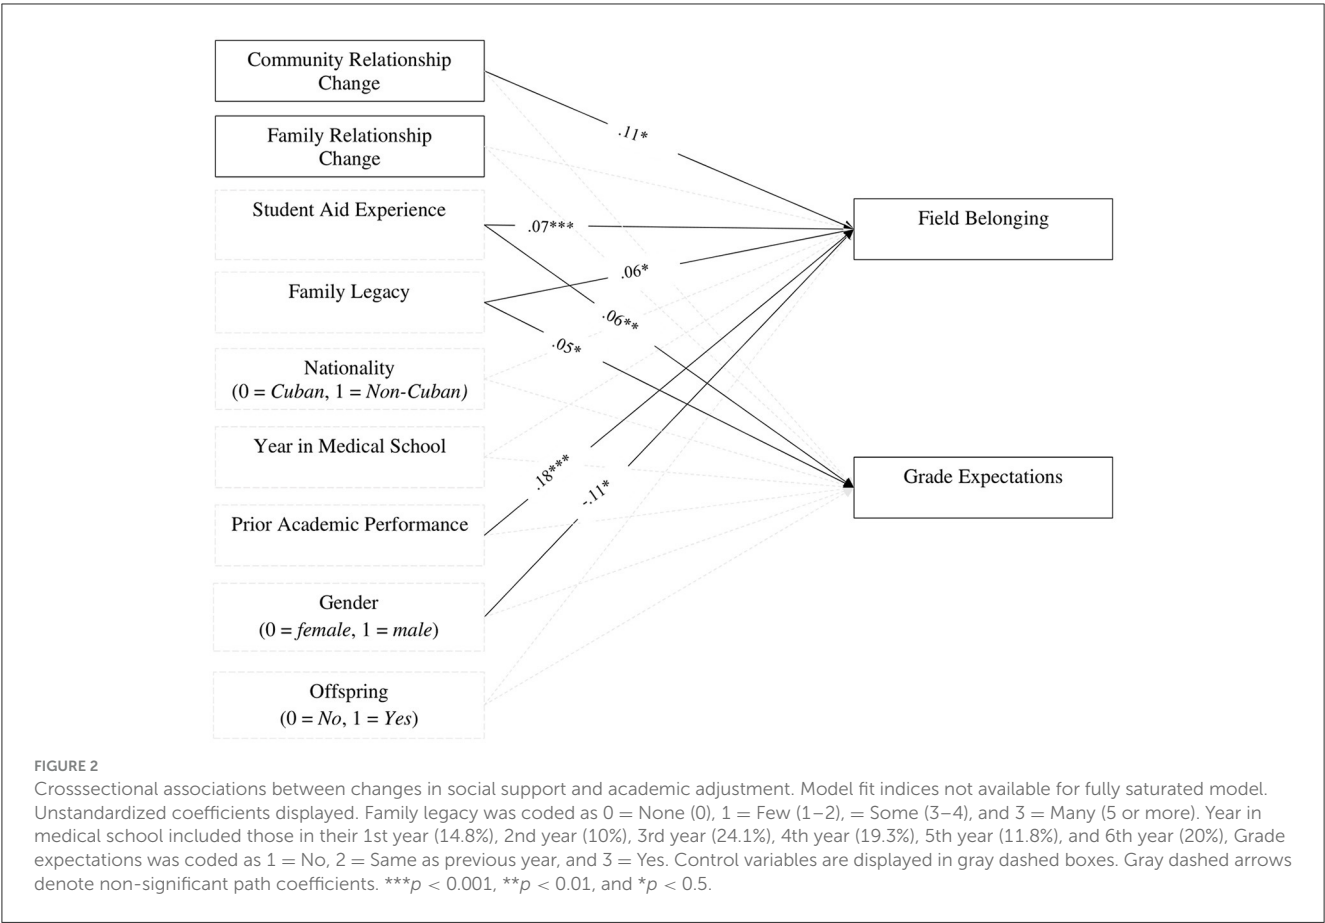 Community Relationship
Change
Family Relationship
Change
Student Aid Experience
Family Legacy
Nationality
(0 = Cuban, 1 = Non-Cuban)
Year in Medical School
Prior Academic Performance
Gender
(0 = female, 1 = male)
Offspring
(0 = No, 1 = Yes)
.11*
.07***
.06*
.06**
.05*
.18***
-.11*
Field Belonging
Grade Expectations
FIGURE 2
Crosssectional associations between changes in social support and academic adjustment. Model fit indices not available for fully saturated model.
Unstandardized coefficients displayed. Family legacy was coded as 0 = None (0), 1 = Few (1–2), = Some (3–4), and 3 = Many (5 or more). Year in
medical school included those in their 1st year (14.8%), 2nd year (10%), 3rd year (24.1%), 4th year (19.3%), 5th year (11.8%), and 6th year (20%), Grade
expectations was coded as 1 = No, 2 = Same as previous year, and 3 = Yes. Control variables are displayed in gray dashed boxes. Gray dashed arrows
denote non-significant path coefficients. ***p < 0.001, **p < 0.01, and *p < 0.5.